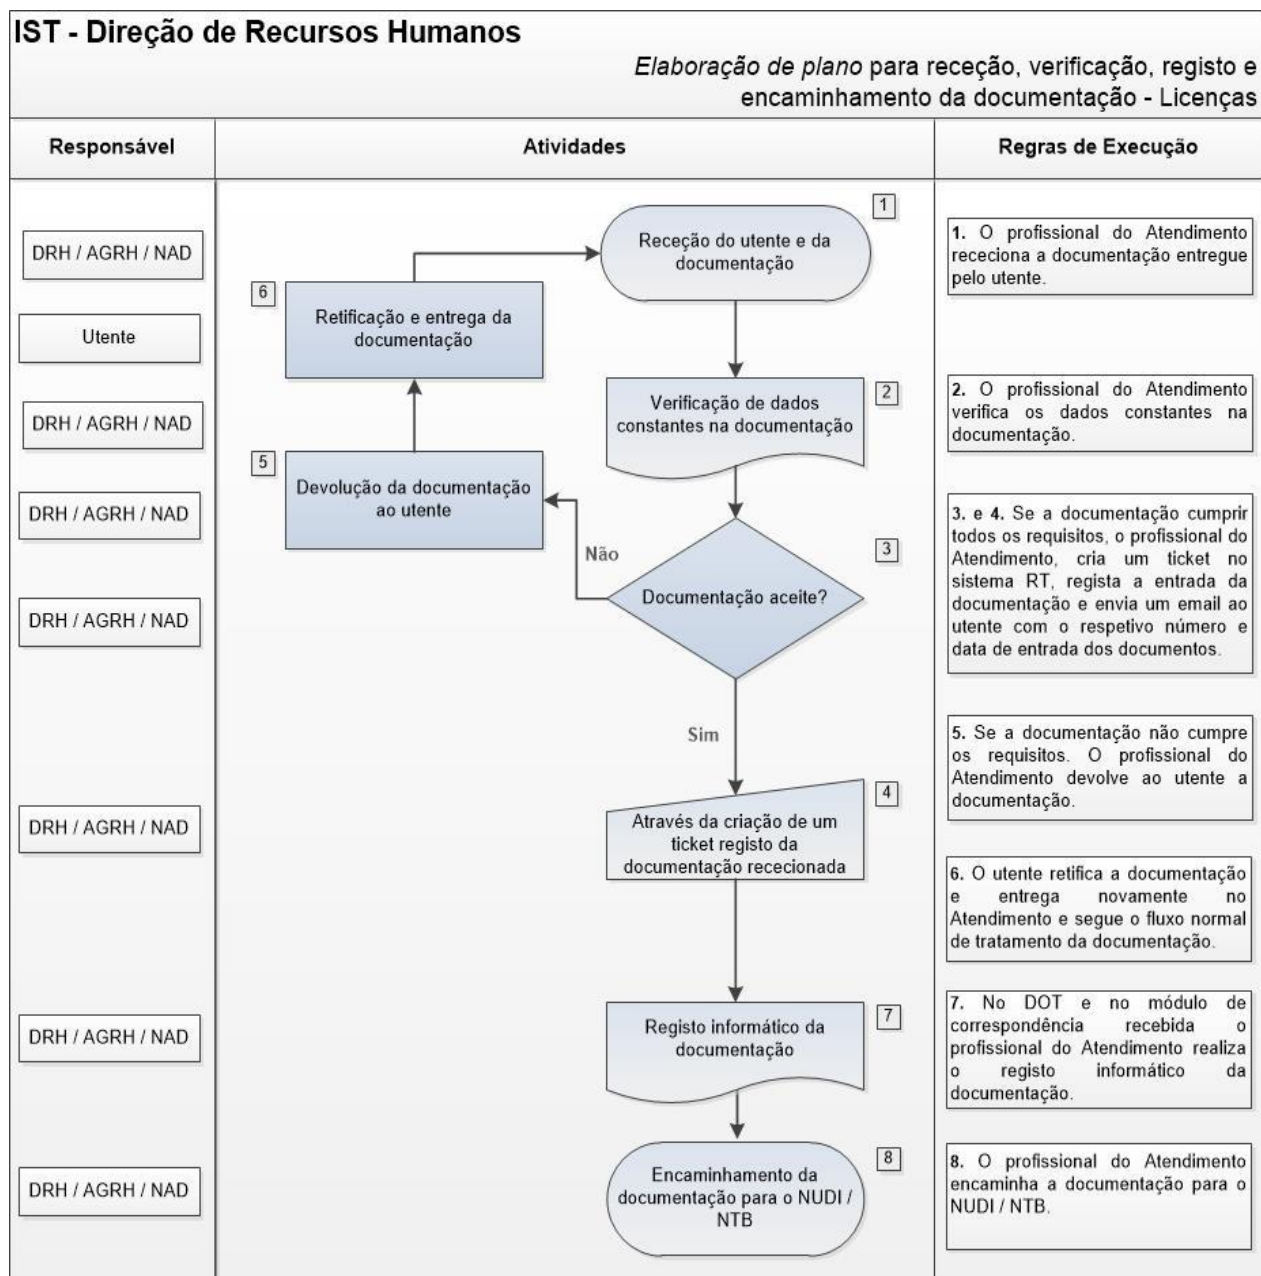 IST - Direção de Recursos Humanos
Elaboração de plano para receção, verificação, registo e
encaminhamento da documentação - Licenças
Responsável
Atividades
Regras de Execução
DRH / AGRH / NAD
Utente
DRH / AGRH / NAD
DRH / AGRH / NAD
DRH / AGRH / NAD
DRH / AGRH / NAD
DRH / AGRH / NAD
DRH / AGRH / NAD
1
Receção do utente e da
documentação
6
Retificação e entrega da
documentação
2
Verificação de dados
constantes na documentação
5
Devolução da documentação
ao utente
Não
3
Documentação aceite?
Sim
4
Através da criação de um
ticket registo da
documentação rececionada
7
Registo informático da
documentação
8
Encaminhamento da
documentação para o NUDI /
NTB
1. O profissional do Atendimento
receciona a documentação entregue
pelo utente.
2. O profissional do Atendimento
verifica os dados constantes na
documentação.
3. e 4. Se a documentação cumprir
todos os requisitos, o profissional do
Atendimento, cria um ticket no
sistema RT, regista a entrada da
documentação e envia um email ao
utente com o respetivo número e
data de entrada dos documentos.
5. Se a documentação não cumpre
os requisitos. O profissional do
Atendimento devolve ao utente a
documentação.
6. O utente retifica a documentação
e entrega novamente no
Atendimento e segue o fluxo normal
de tratamento da documentação.
7. No DOT e no módulo de
correspondência recebida o
profissional do Atendimento realiza
o registo informático da
documentação.
8. O profissional do Atendimento
encaminha a documentação para o
NUDI / NTB.